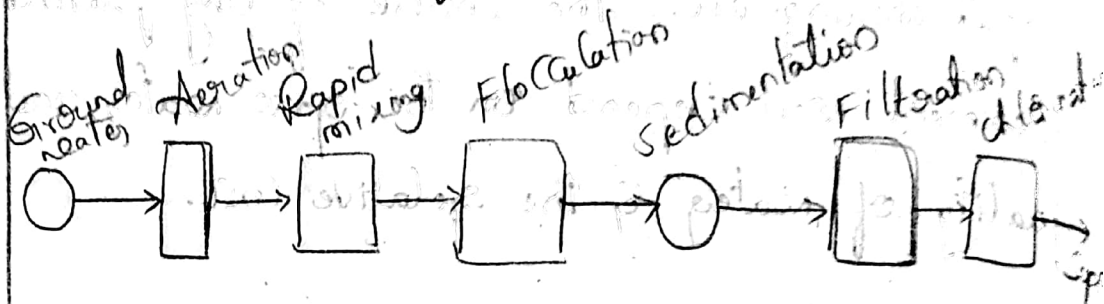 Ground
water
Aeration
Rapid
mixing
Flocculation
Sedimentation
Filtration